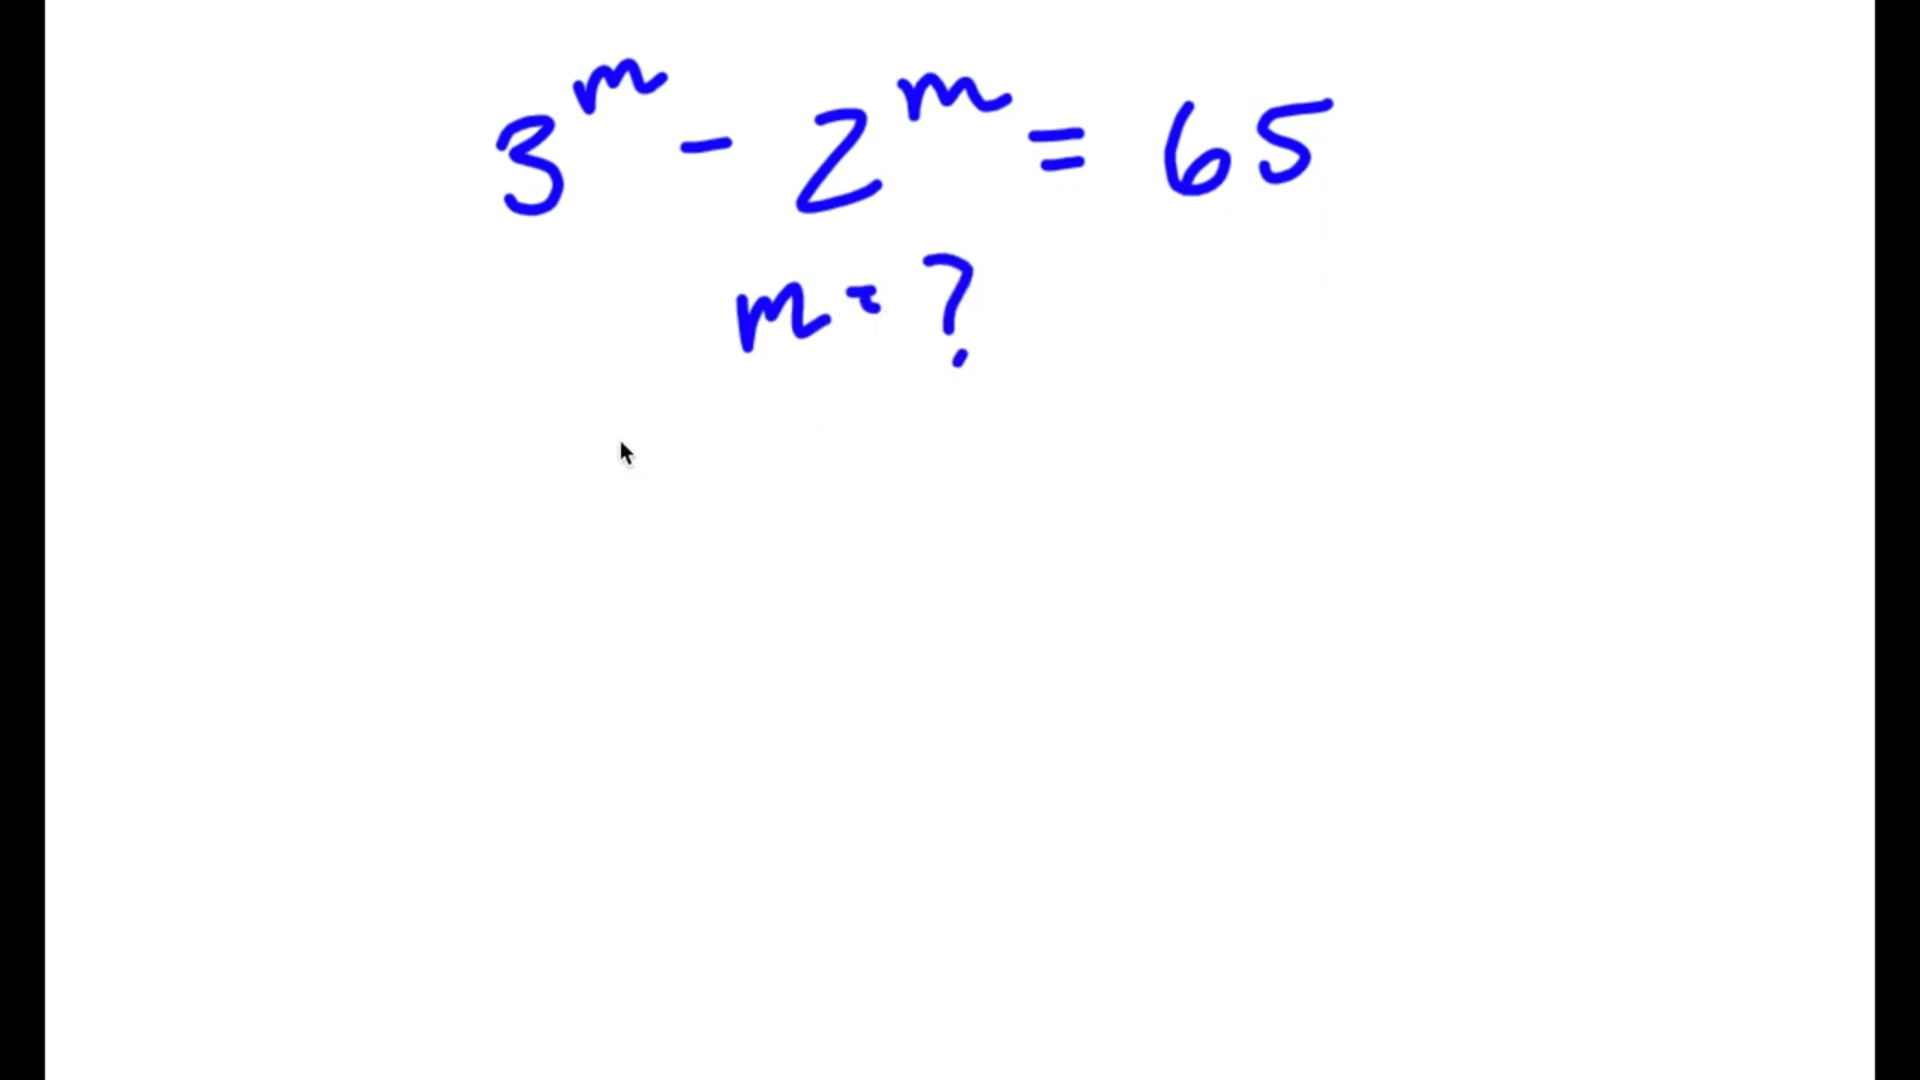 3^m - 2^m = 65
m = ?